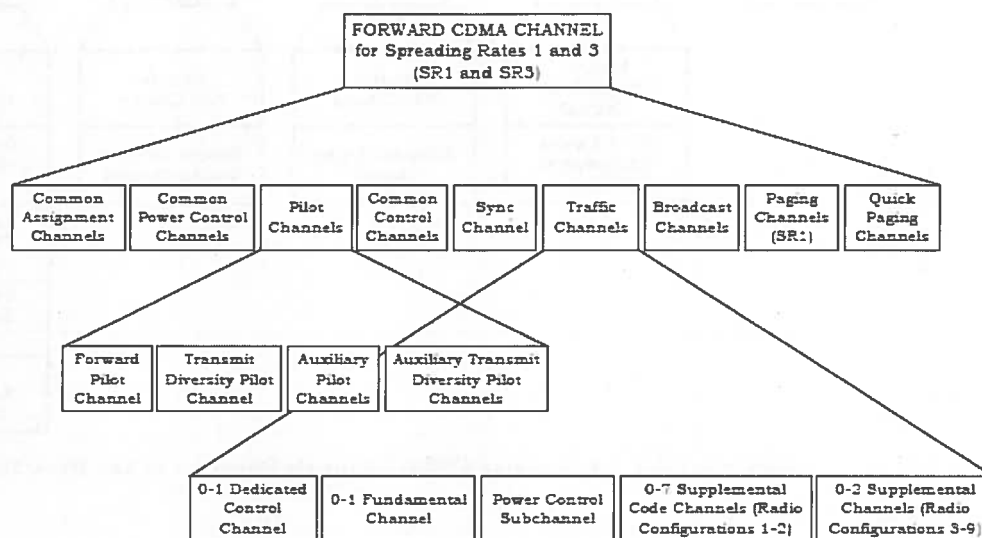 FORWARD CDMA CHANNEL
for Spreading Rates 1 and 3
(SR1 and SR3)
Common
Assignment
Channels
Common
Power Control
Channels
Pilot
Channels
Common
Control
Channels
Sync
Channel
Traffic
Channels
Broadcast
Channels
Paging
Channels
(SR1)
Quick
Paging
Channels
Forward
Pilot
Channel
Transmit
Diversity Pilot
Channel
Auxiliary
Pilot
Channels
Auxiliary Transmit
Diversity Pilot
Channels
0-1 Dedicated
Control
Channel
0-1 Fundamental
Channel
Power Control
Subchannel
0-7 Supplemental
Code Channels (Radio
Configurations 1-2)
0-2 Supplemental
Channels (Radio
Configurations 3-9)